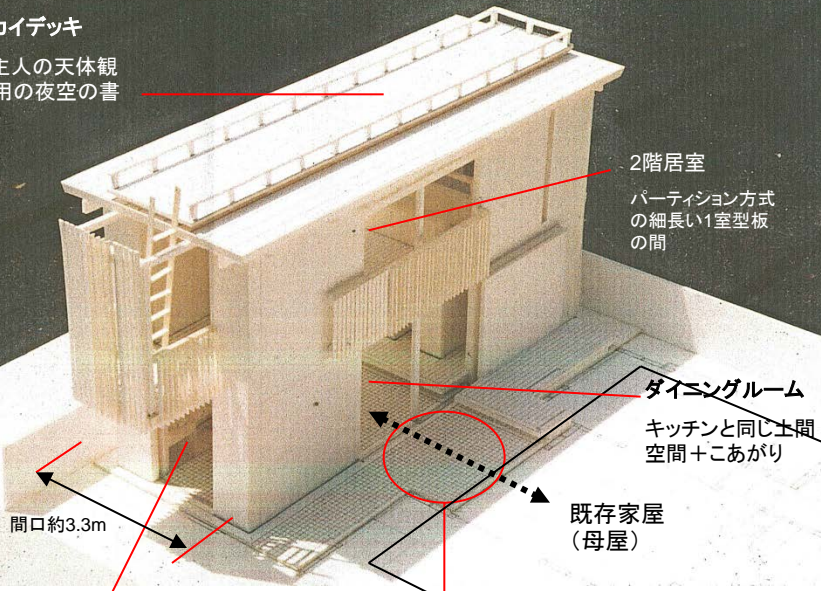 カイデッキ
主人の天体観
用の夜空の書
2階居室
パーティション方式
の細長い1室型板
の間
ダイニングルーム
キッチンと同じ土間
空間+こあがり
既存家屋
(母屋)
間口約3.3m